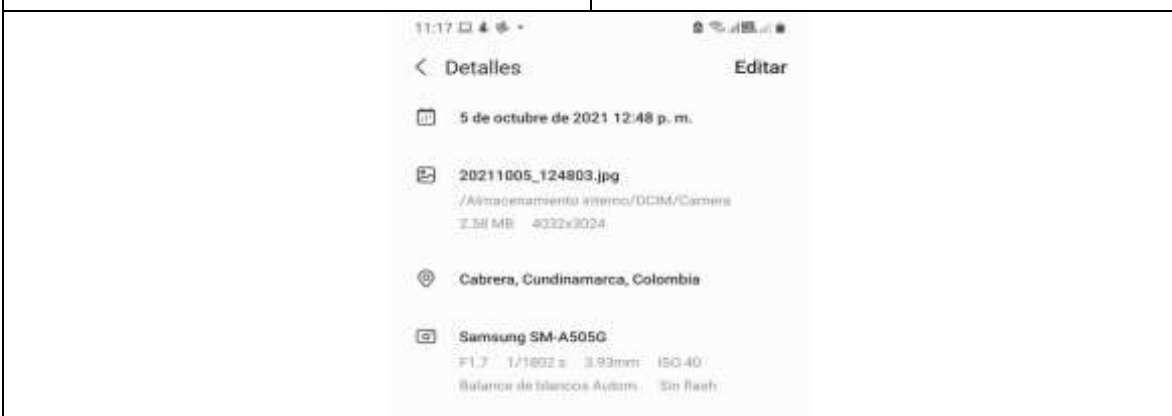 11:17
Detalles Editar
5 de octubre de 2021 12:48 p. m.
20211005_124803.jpg
/Almacenamiento interno/DCIM/Camera
2.58 MB 4032x3024
Cabrera, Cundinamarca, Colombia
Samsung SM-A505G
F1.7 1/1802 s 3.93mm ISO 40
Balance de blancos Autom. Sin flash